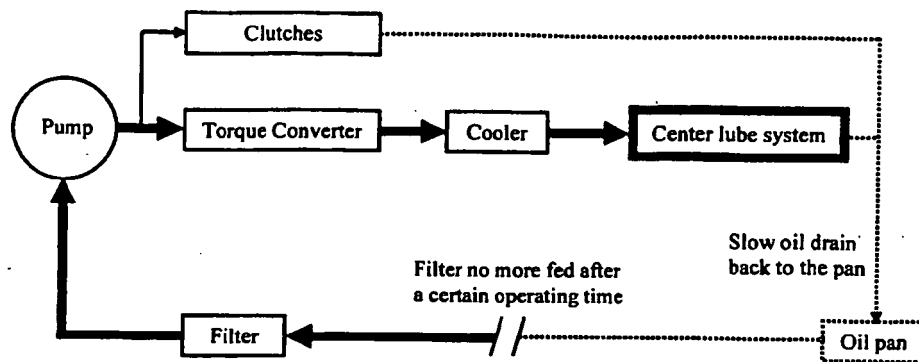 Clutches
Pump
Torque Converter
Cooler
Center lube system
Slow oil drain
back to the pan
Filter no more fed after
a certain operating time
Filter
Oil pan